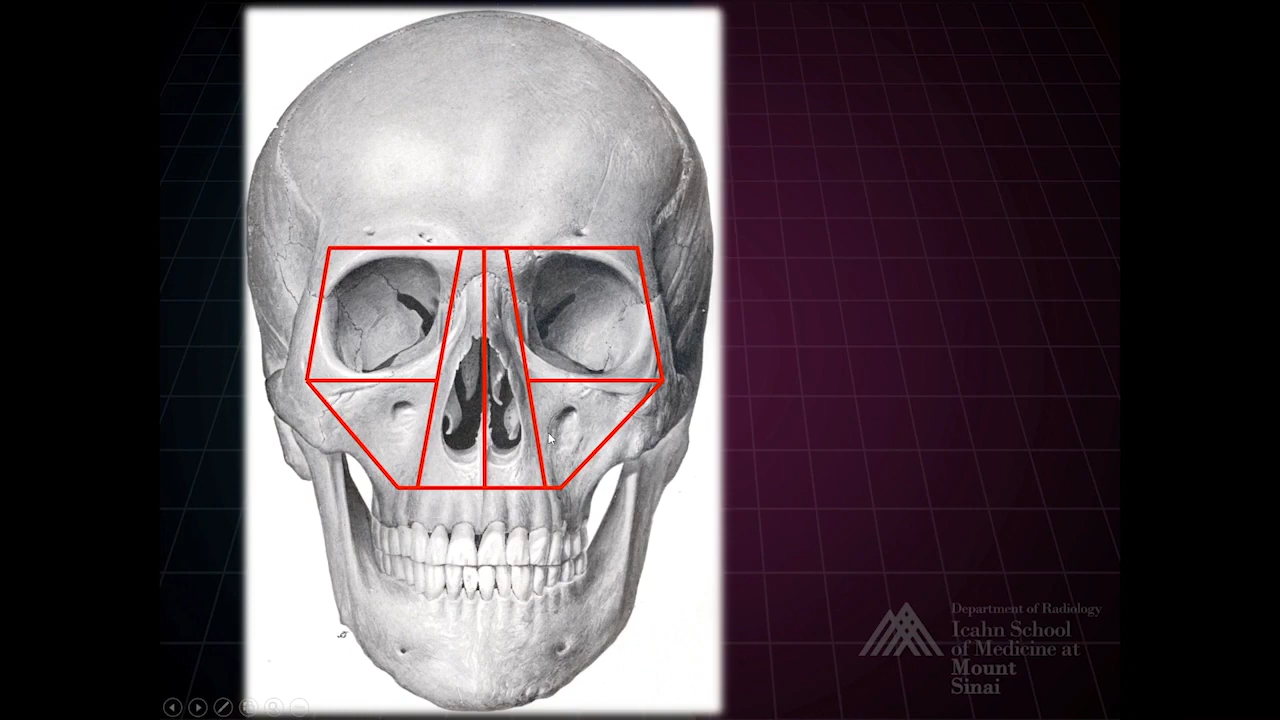 Department of Radiology
Icahn School
of Medicine at
Mount
Sinai